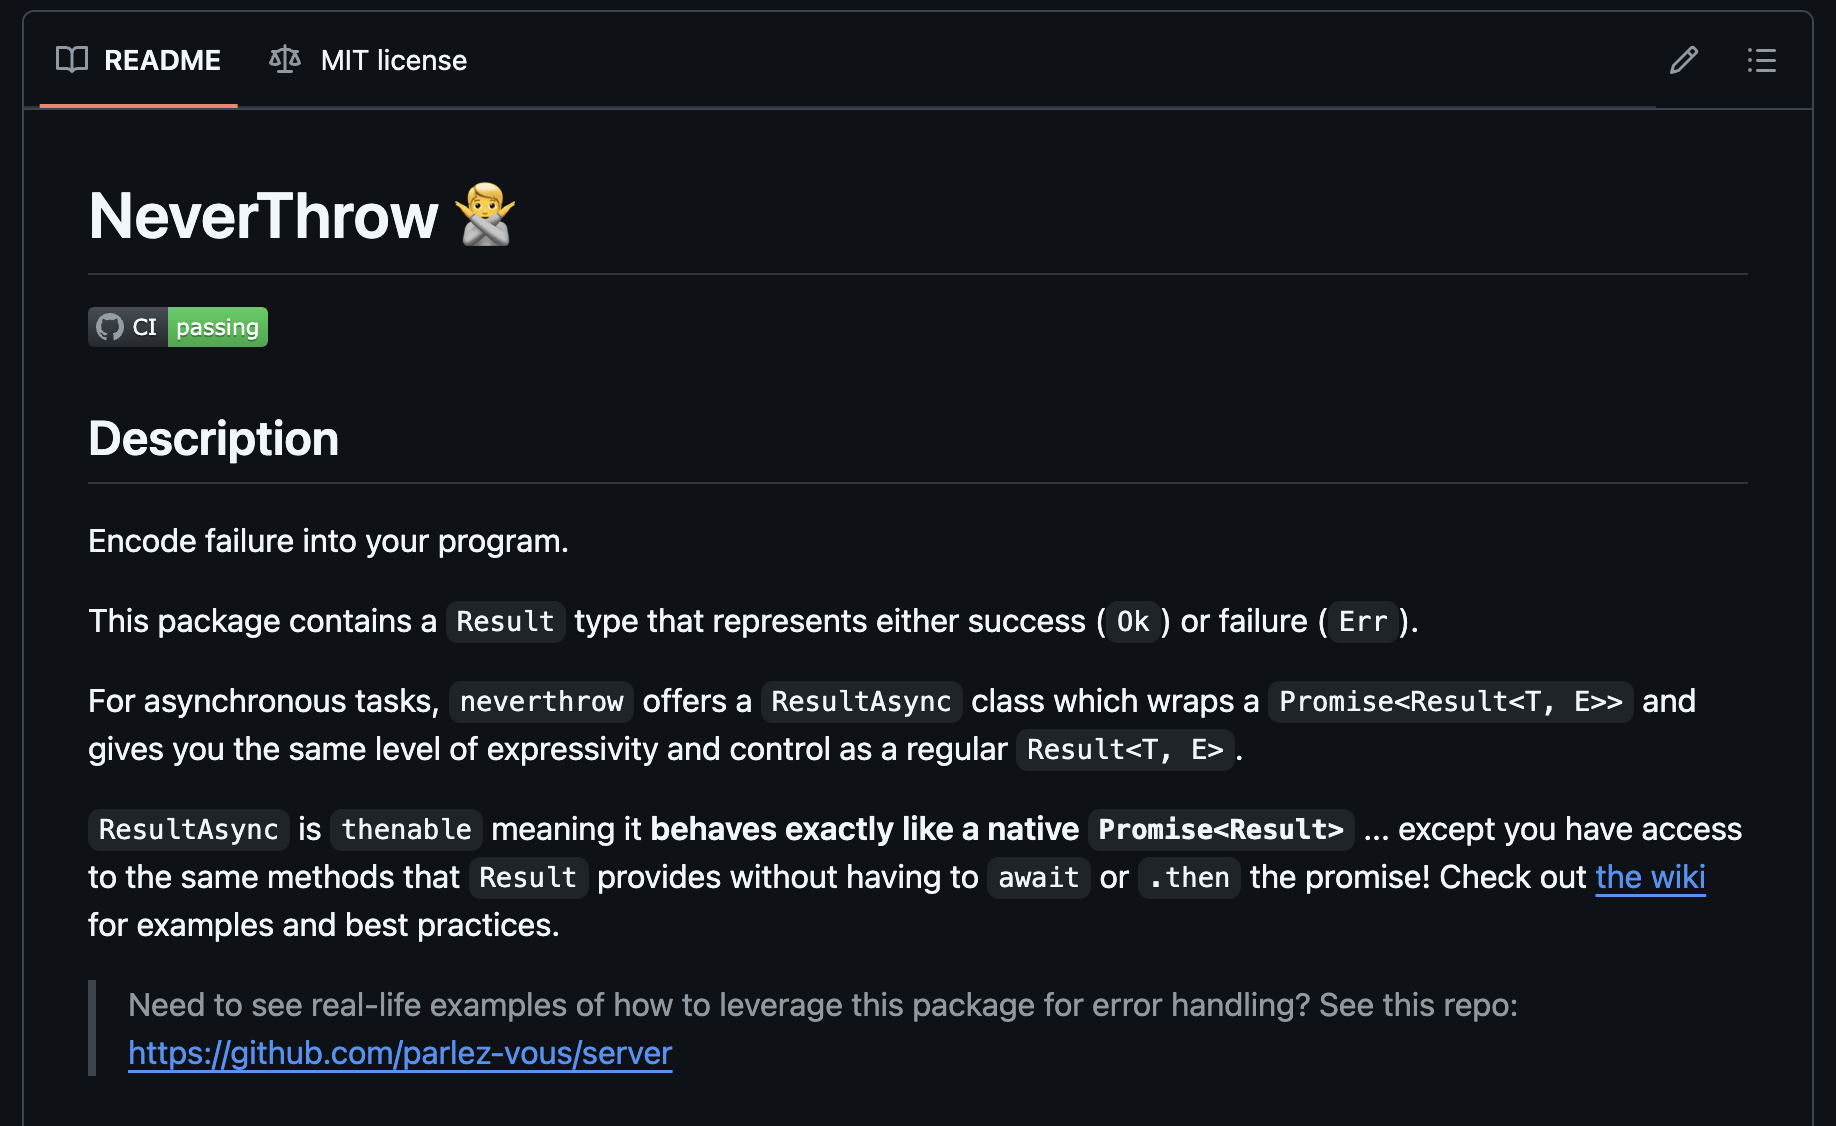 README MIT license
NeverThrow 🙅
CI passing
Description
Encode failure into your program.
This package contains a Result type that represents either success ( Ok ) or failure ( Err ).
For asynchronous tasks, neverthrow offers a ResultAsync class which wraps a Promise<Result<T, E>> and
gives you the same level of expressivity and control as a regular Result<T, E>.
ResultAsync is thenable meaning it behaves exactly like a native Promise<Result> ... except you have access
to the same methods that Result provides without having to await or .then the promise! Check out the wiki
for examples and best practices.
Need to see real-life examples of how to leverage this package for error handling? See this repo:
https://github.com/parlez-vous/server